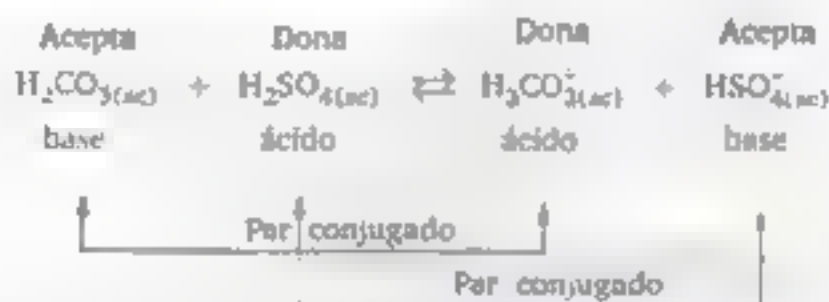 Acepta Dona Dona Acepta
H₂CO₃(ac) + H₂SO₄(ac) ⇄ H₃CO₃⁺(ac) + HSO₄⁻(ac)
base ácido ácido base
Par conjugado
Par conjugado